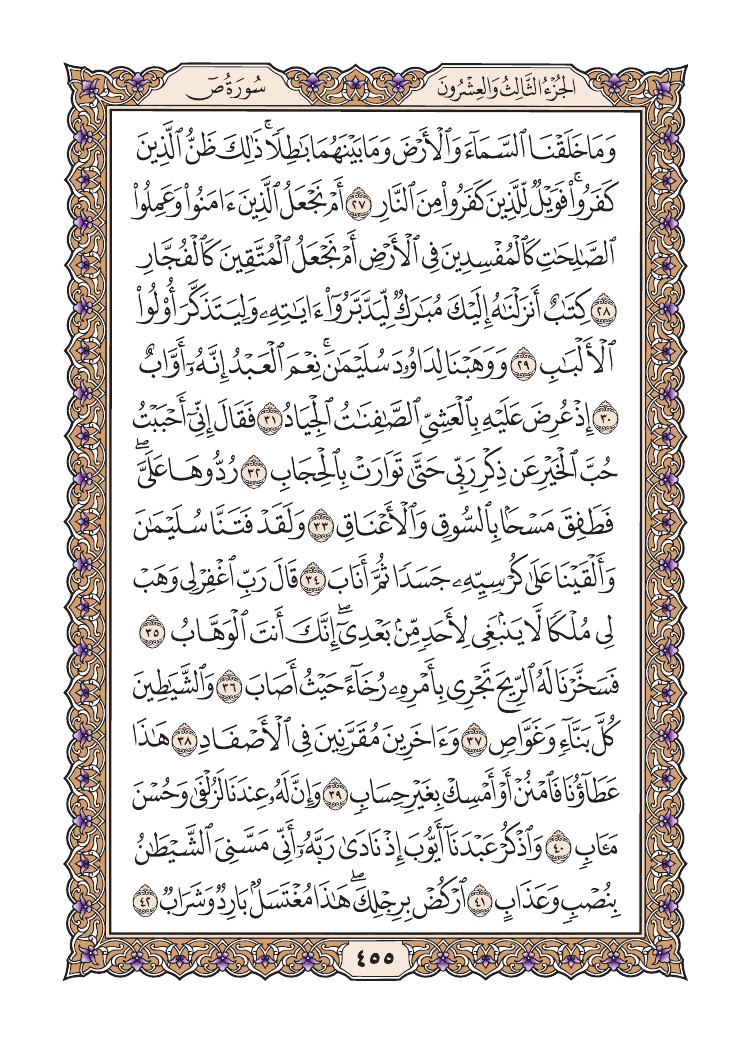 الجُزْءُ الثَّالِثُ وَالعِشْرُونَ
سُورَةُ صٓ
وَمَا خَلَقْنَا ٱلسَّمَآءَ وَٱلْأَرْضَ وَمَا بَيْنَهُمَا بَٰطِلًاۚ ذَٰلِكَ ظَنُّ ٱلَّذِينَ
كَفَرُواْۚ فَوَيْلٌ لِّلَّذِينَ كَفَرُواْ مِنَ ٱلنَّارِ ٢٧ أَمْ نَجْعَلُ ٱلَّذِينَ ءَامَنُواْ وَعَمِلُواْ
ٱلصَّٰلِحَٰتِ كَٱلْمُفْسِدِينَ فِى ٱلْأَرْضِ أَمْ نَجْعَلُ ٱلْمُتَّقِينَ كَٱلْفُجَّارِ
٢٨ كِتَٰبٌ أَنزَلْنَٰهُ إِلَيْكَ مُبَٰرَكٌ لِّيَدَّبَّرُوٓاْ ءَايَٰتِهِۦ وَلِيَتَذَكَّرَ أُوْلُواْ
ٱلْأَلْبَٰبِ ٢٩ وَوَهَبْنَا لِدَاوُۥدَ سُلَيْمَٰنَۚ نِعْمَ ٱلْعَبْدُ إِنَّهُۥٓ أَوَّابٌ
٣٠ إِذْ عُرِضَ عَلَيْهِ بِٱلْعَشِىِّ ٱلصَّٰفِنَٰتُ ٱلْجِيَادُ ٣١ فَقَالَ إِنِّىٓ أَحْبَبْتُ
حُبَّ ٱلْخَيْرِ عَن ذِكْرِ رَبِّى حَتَّىٰ تَوَارَتْ بِٱلْحِجَابِ ٣٢ رُدُّوهَا عَلَىَّۖ
فَطَفِقَ مَسْحًۢا بِٱلسُّوقِ وَٱلْأَعْنَاقِ ٣٣ وَلَقَدْ فَتَنَّا سُلَيْمَٰنَ
وَأَلْقَيْنَا عَلَىٰ كُرْسِيِّهِۦ جَسَدًا ثُمَّ أَنَابَ ٣٤ قَالَ رَبِّ ٱغْفِرْ لِى وَهَبْ
لِى مُلْكًا لَّا يَنۢبَغِى لِأَحَدٍ مِّنۢ بَعْدِىٓۖ إِنَّكَ أَنتَ ٱلْوَهَّابُ ٣٥
فَسَخَّرْنَا لَهُ ٱلرِّيحَ تَجْرِى بِأَمْرِهِۦ رُخَآءً حَيْثُ أَصَابَ ٣٦ وَٱلشَّيَٰطِينَ
كُلَّ بَنَّآءٍ وَغَوَّاصٍ ٣٧ وَءَاخَرِينَ مُقَرَّنِينَ فِى ٱلْأَصْفَادِ ٣٨ هَٰذَا
عَطَآؤُنَا فَٱمْنُنْ أَوْ أَمْسِكْ بِغَيْرِ حِسَابٍ ٣٩ وَإِنَّ لَهُۥ عِندَنَا لَزُلْفَىٰ وَحُسْنَ
مَـَٔابٍ ٤٠ وَٱذْكُرْ عَبْدَنَآ أَيُّوبَ إِذْ نَادَىٰ رَبَّهُۥٓ أَنِّى مَسَّنِىَ ٱلشَّيْطَٰنُ
بِنُصْبٍ وَعَذَابٍ ٤١ ٱرْكُضْ بِرِجْلِكَۖ هَٰذَا مُغْتَسَلٌۢ بَارِدٌ وَشَرَابٌ ٤٢
٤٥٥